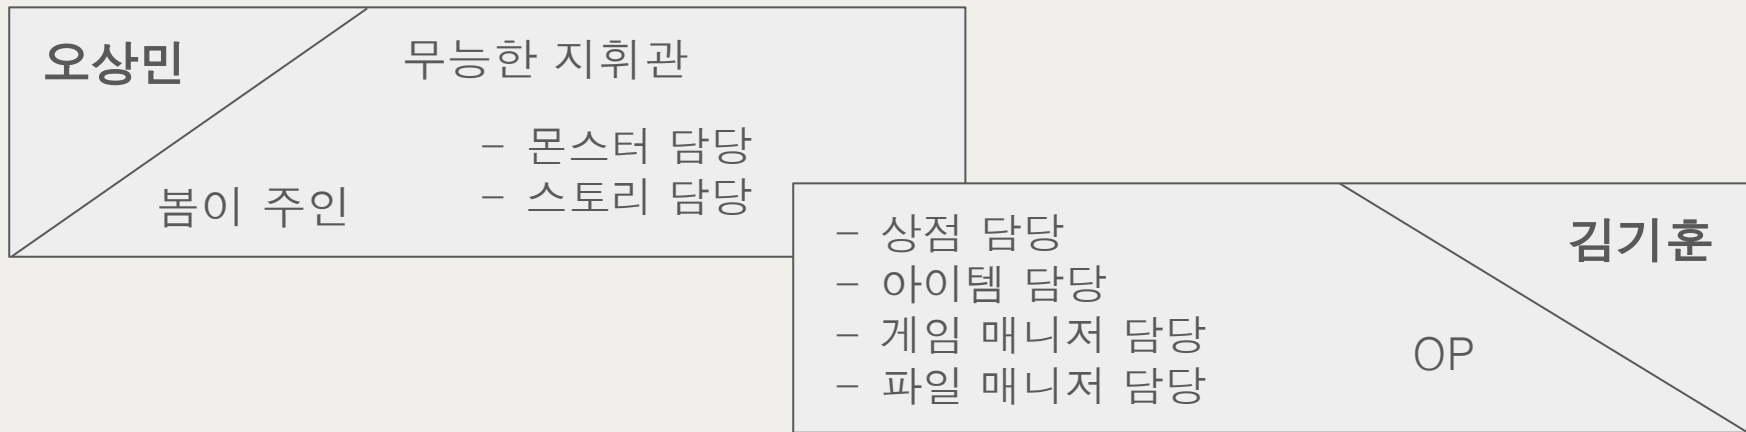 오상민
무능한 지휘관
– 몬스터 담당
– 스토리 담당
봄이 주인
– 상점 담당
– 아이템 담당
– 게임 매니저 담당
– 파일 매니저 담당
김기훈
OP